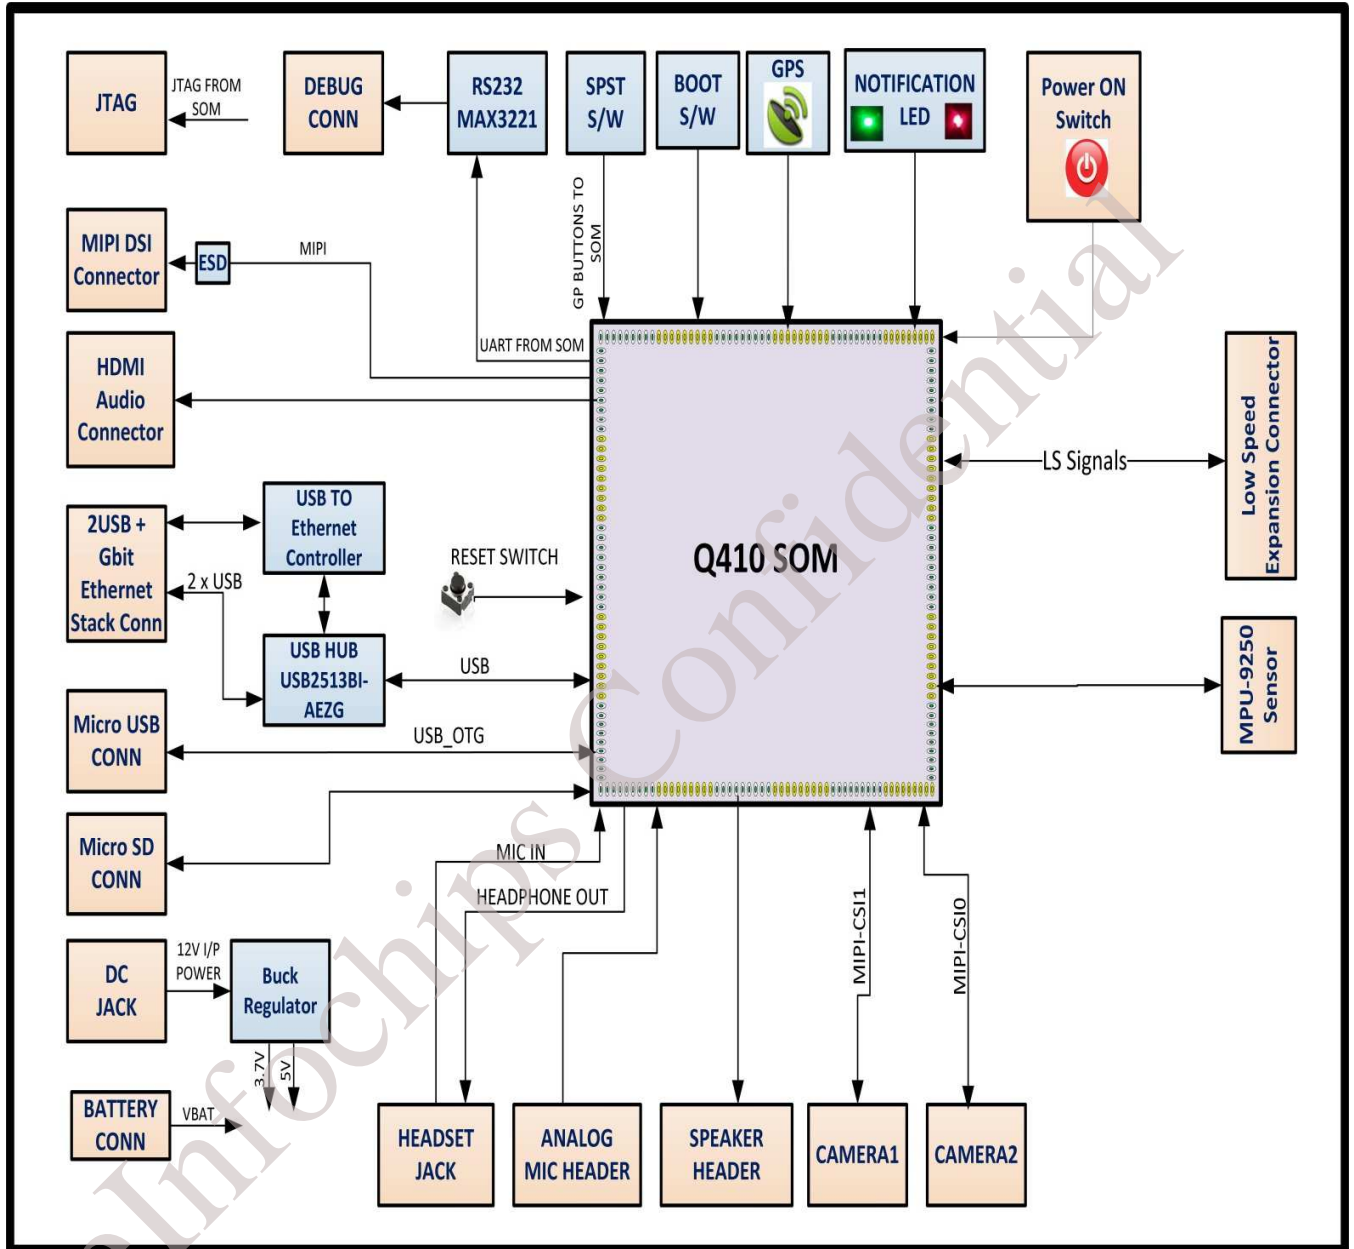 JTAG
JTAG FROM
SOM
DEBUG
CONN
RS232
MAX3221
SPST
S/W
BOOT
S/W
GPS
NOTIFICATION
LED
Power ON
Switch
GP BUTTONS TO
SOM
MIPI DSI
Connector
ESD
MIPI
UART FROM SOM
HDMI
Audio
Connector
Low Speed
Expansion Connector
LS Signals
2USB +
Gbit
Ethernet
Stack Conn
2 x USB
USB TO
Ethernet
Controller
RESET SWITCH
Q410 SOM
USB HUB
USB2513BI-
AEZG
USB
MPU-9250
Sensor
Micro USB
CONN
USB_OTG
Micro SD
CONN
MIC IN
HEADPHONE OUT
MIPI-CSI1
MIPI-CSI0
DC
JACK
12V I/P
POWER
Buck
Regulator
3.7V
5V
BATTERY
CONN
VBAT
HEADSET
JACK
ANALOG
MIC HEADER
SPEAKER
HEADER
CAMERA1
CAMERA2
eInfochips Confidential